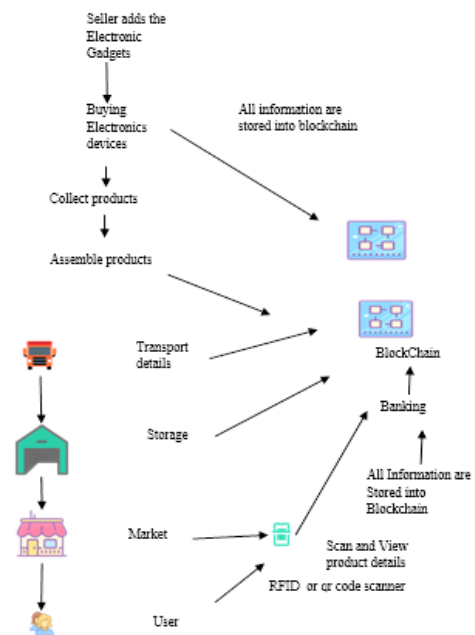 Seller adds the
Electronic
Gadgets
Buying
Electronics
devices
All information are
stored into blockchain
Collect products
Assemble products
Transport
details
BlockChain
Banking
Storage
All Information are
Stored into
Blockchain
Market
Scan and View
product details
RFID or qr code scanner
User